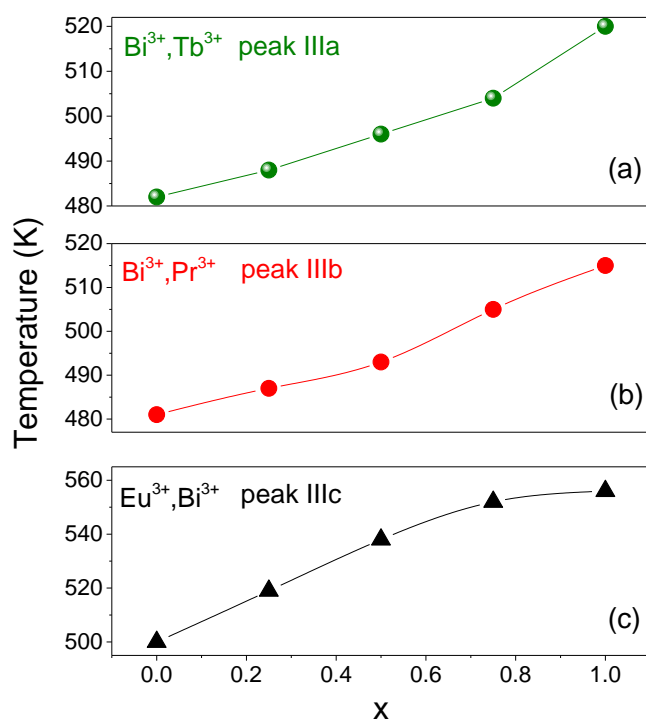 520
Bi³⁺,Tb³⁺ peak IIIa
510
500
490
(a)
480
520
Bi³⁺,Pr³⁺ peak IIIb
510
500
490
(b)
480
Temperature (K)
560
Eu³⁺,Bi³⁺ peak IIIc
540
520
(c)
500
0.0 0.2 0.4 0.6 0.8 1.0
x